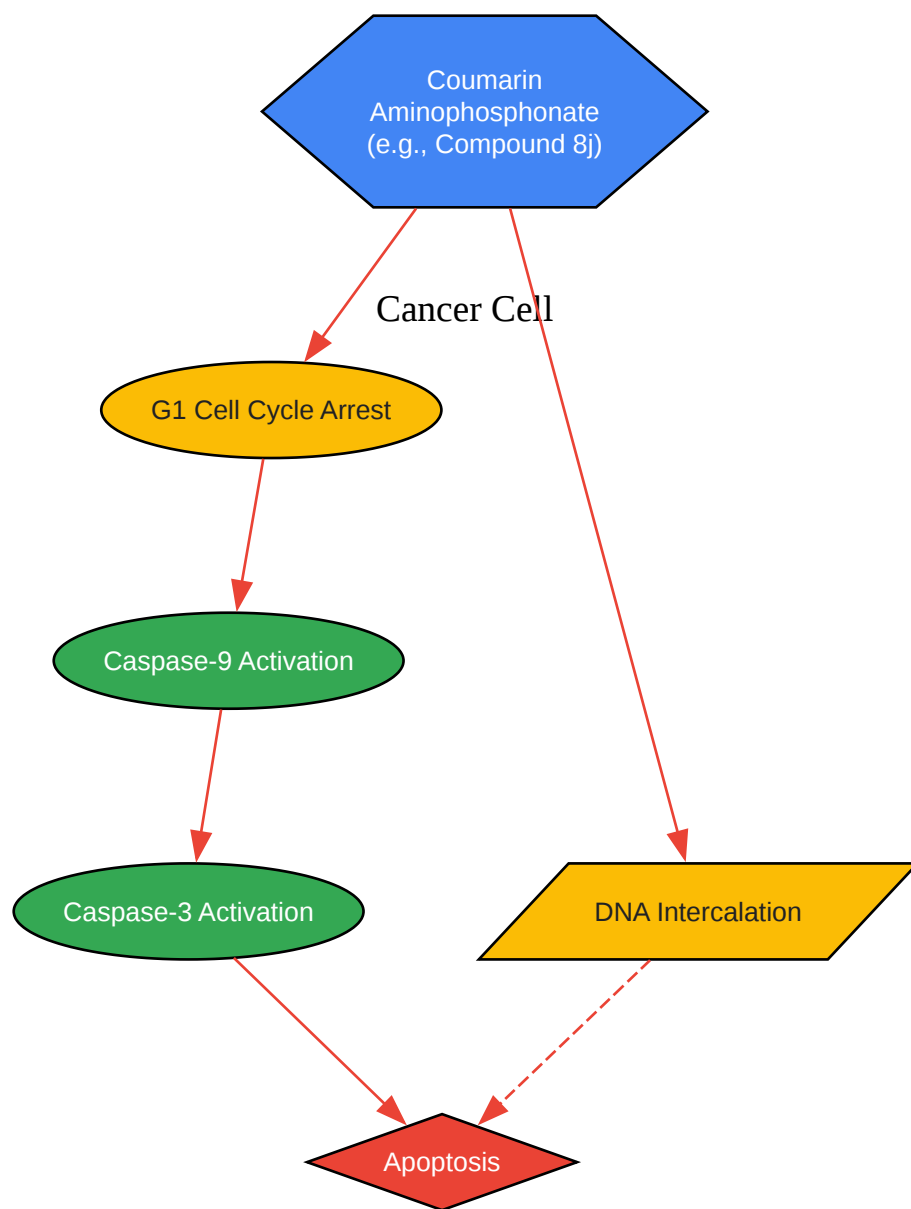 Coumarin
Aminophosphonate
(e.g., Compound 8j)
Cancer Cell
G1 Cell Cycle Arrest
Caspase-9 Activation
Caspase-3 Activation
DNA Intercalation
Apoptosis